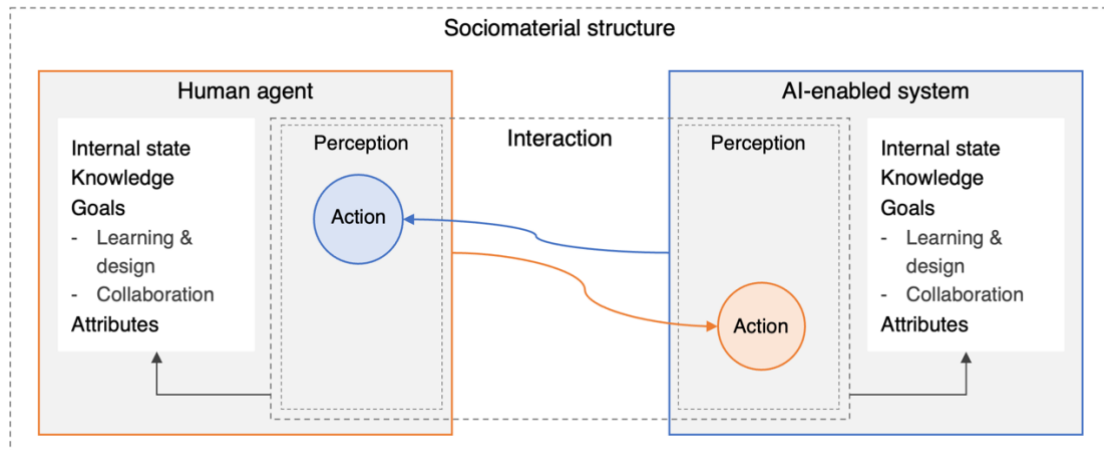 Sociomaterial structure
Human agent
Internal state
Knowledge
Goals
- Learning &
design
- Collaboration
Attributes
Perception
Action
Interaction
AI-enabled system
Perception
Action
Internal state
Knowledge
Goals
- Learning &
design
- Collaboration
Attributes